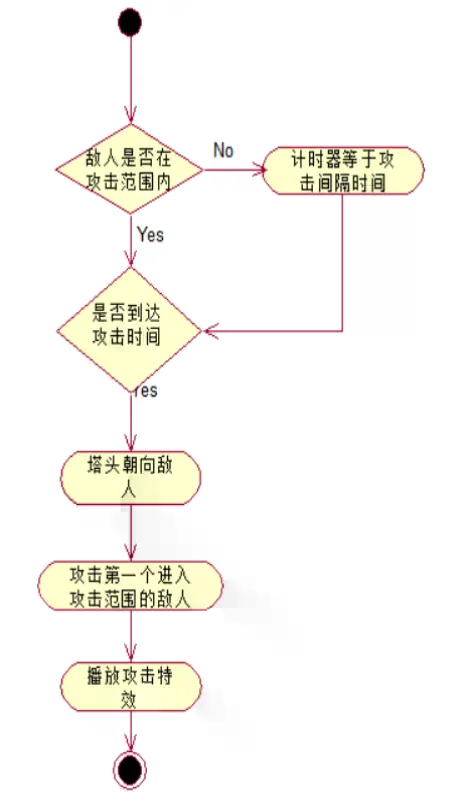 敌人是否在
攻击范围内
No
计时器等于攻
击间隔时间
Yes
是否到达
攻击时间
Yes
塔头朝向敌
人
攻击第一个进入
攻击范围的敌人
播放攻击特
效